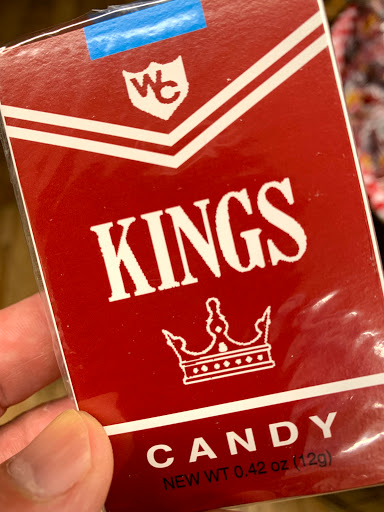 WC
KINGS
CANDY
NEW WT 0.42 oz (12g)